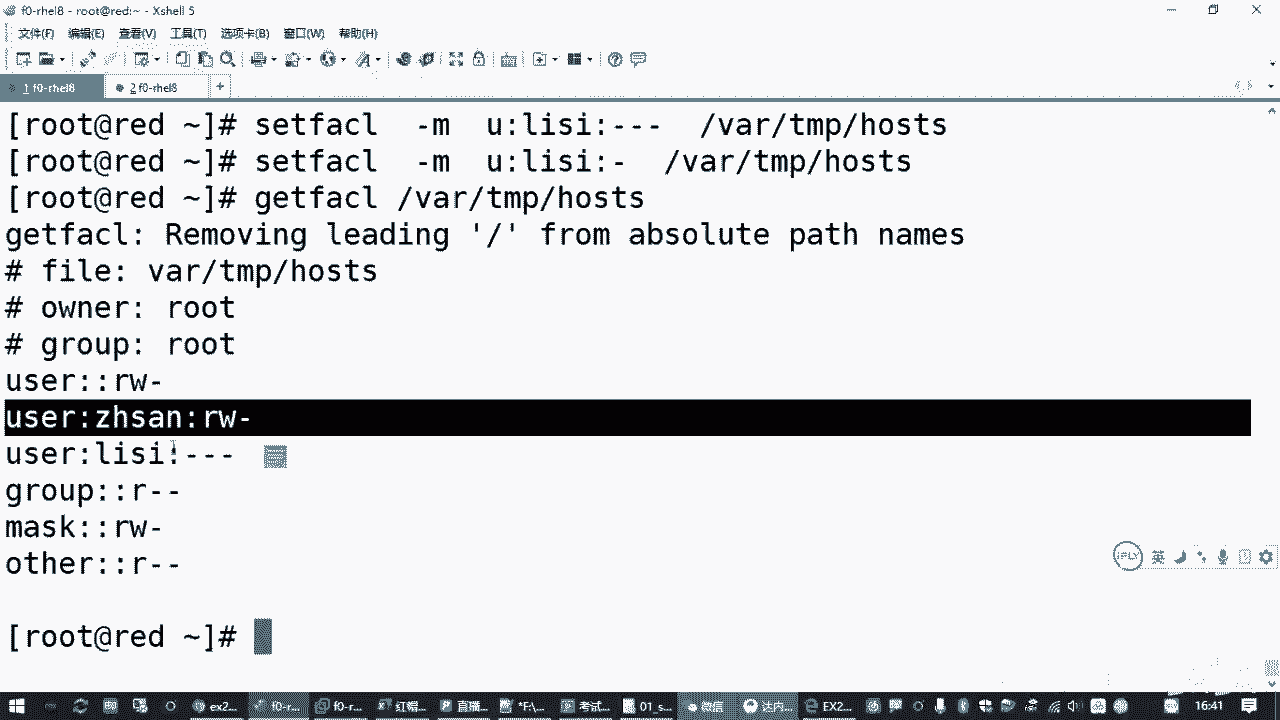 f0-rhel8 - root@red:~ - Xshell 5
文件(F) 编辑(E) 查看(V) 工具(T) 选项卡(B) 窗口(W) 帮助(H)
1 f0-rhel8 2 f0-rhel8 +
[root@red ~]# setfacl -m u:lisi:--- /var/tmp/hosts
[root@red ~]# setfacl -m u:lisi:- /var/tmp/hosts
[root@red ~]# getfacl /var/tmp/hosts
getfacl: Removing leading '/' from absolute path names
# file: var/tmp/hosts
# owner: root
# group: root
user::rw-
user:zhsan:rw-
user:lisi:---
group::r--
mask::rw-
other::r--
[root@red ~]#
iFLY 英
ex2... f0-r... f0-r... 红帽... 直播... *F:\... 考试... 01_s... 微信 达内... EX2... 16:41